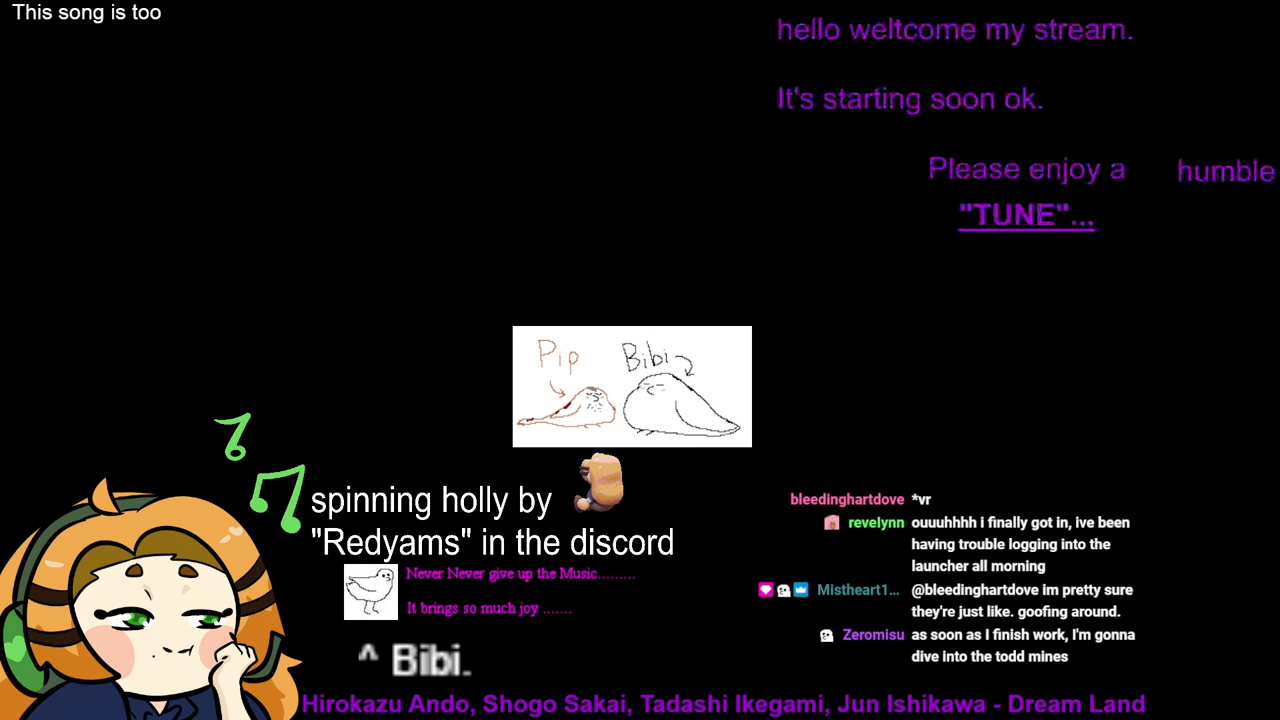 This song is too
hello weltcome my stream.
It's starting soon ok.
Please enjoy a humble
"TUNE"...
Pip
Bibi
spinning holly by
"Redyams" in the discord
Never Never give up the Music.........
It brings so much joy .......
^ Bibi.
bleedinghartdove *vr
revelynn ouuuhhhh i finally got in, ive been
having trouble logging into the
launcher all morning
Mistheart1... @bleedinghartdove im pretty sure
they're just like. goofing around.
Zeromisu as soon as I finish work, I'm gonna
dive into the todd mines
Hirokazu Ando, Shogo Sakai, Tadashi Ikegami, Jun Ishikawa - Dream Land